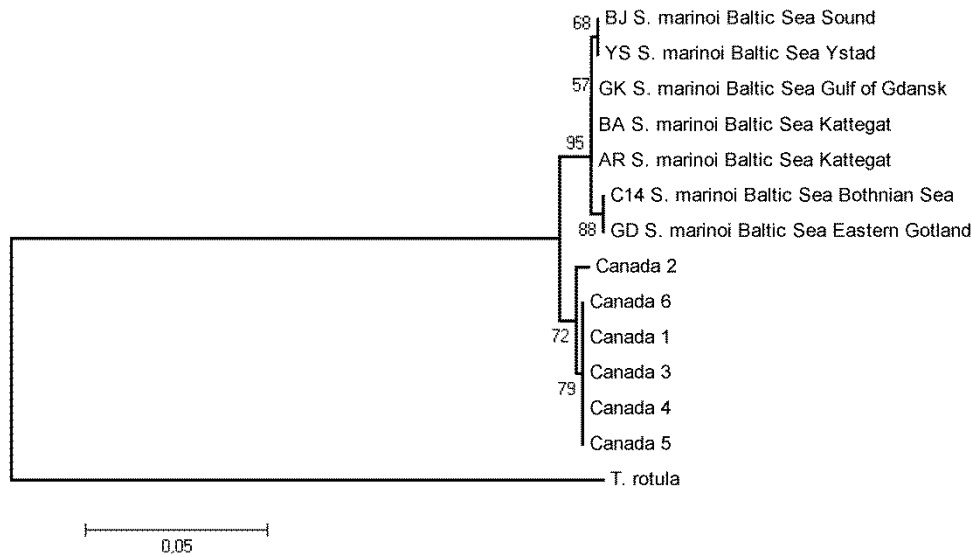 68
BJ S. marinoi Baltic Sea Sound
YS S. marinoi Baltic Sea Ystad
57
GK S. marinoi Baltic Sea Gulf of Gdansk
BA S. marinoi Baltic Sea Kattegat
95
AR S. marinoi Baltic Sea Kattegat
C14 S. marinoi Baltic Sea Bothnian Sea
88
GD S. marinoi Baltic Sea Eastern Gotland
Canada 2
Canada 6
72
Canada 1
Canada 3
79
Canada 4
Canada 5
T. rotula
0,05